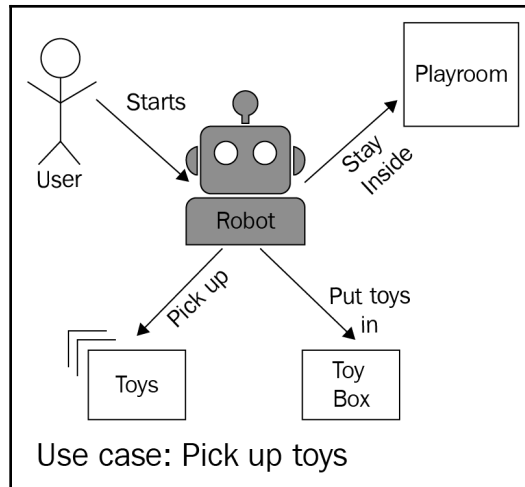 Playroom
Starts
Stay
Inside
User
Robot
Pick up
Put toys
in
Toys
Toy
Box
Use case: Pick up toys